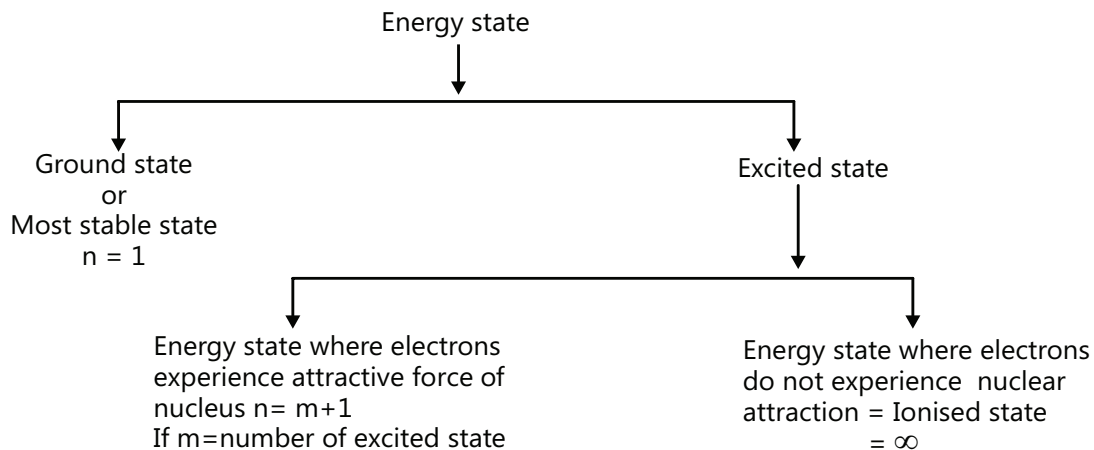 Energy state
Ground state
or
Most stable state
n = 1
Excited state
Energy state where electrons
experience attractive force of
nucleus n= m+1
If m=number of excited state
Energy state where electrons
do not experience nuclear
attraction = Ionised state
= ∞